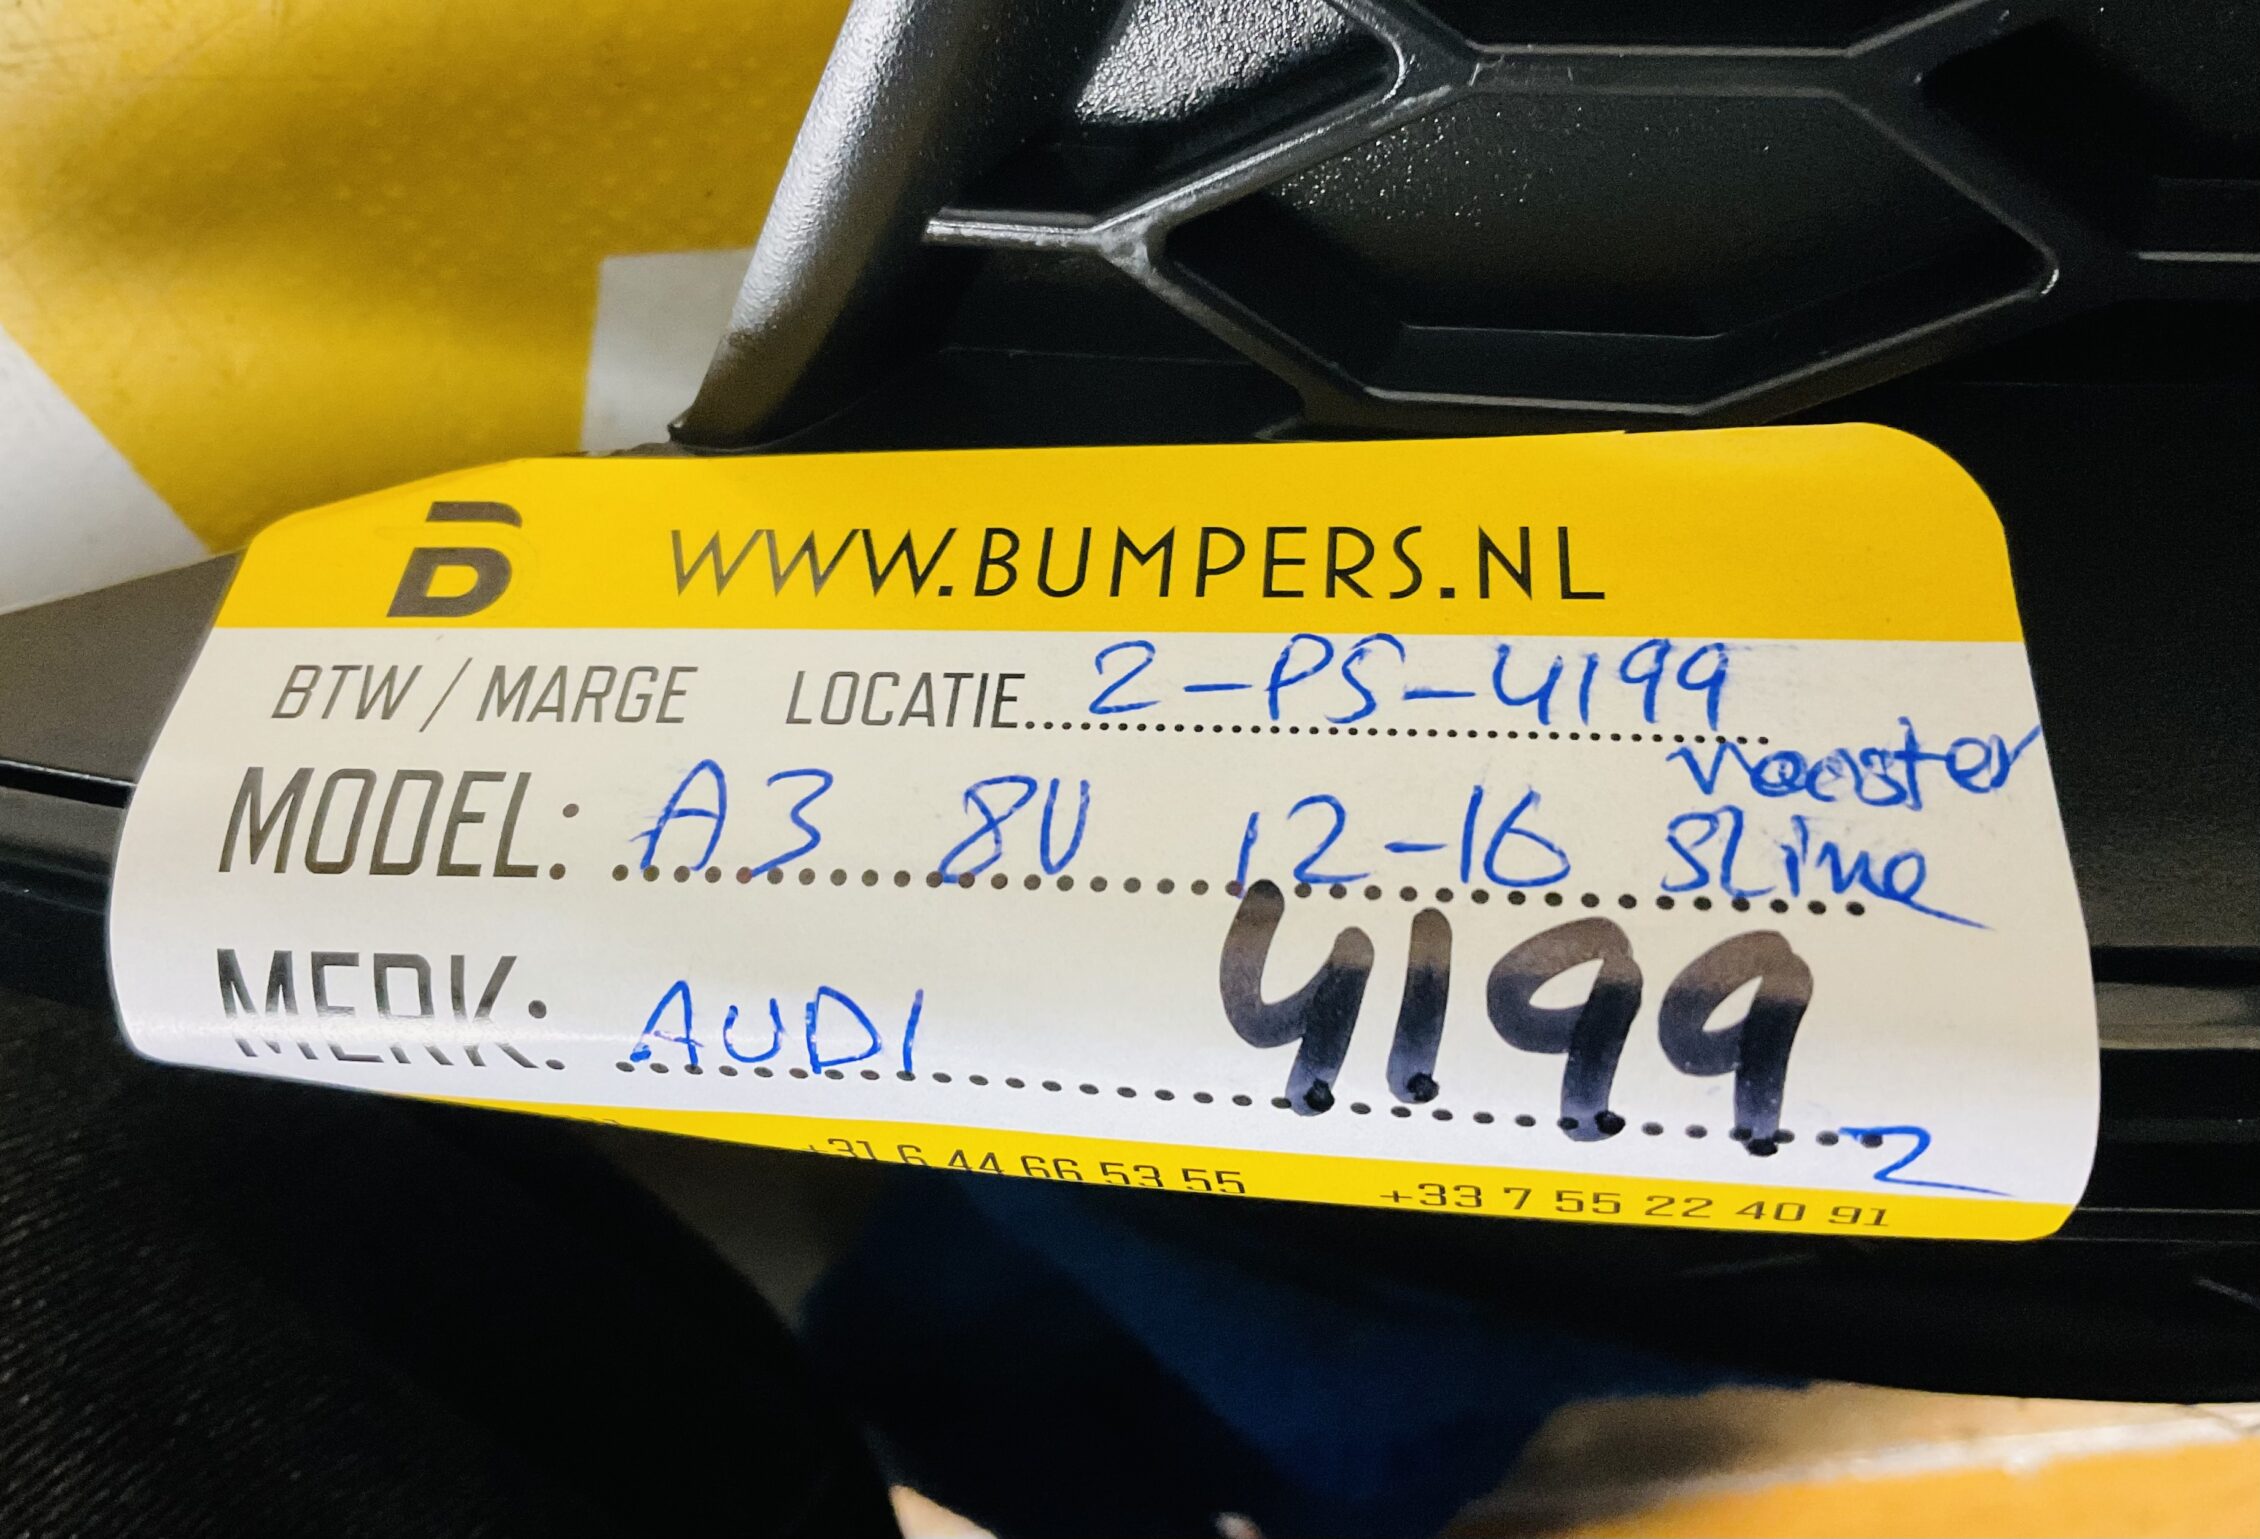 B WWW.BUMPERS.NL
BTW / MARGE LOCATIE 2-PS-4199
rooster
MODEL: A3 8V 12-16 Sline
MERK: AUDI 4199
2
+31 6 44 66 53 55 +33 7 55 22 40 91